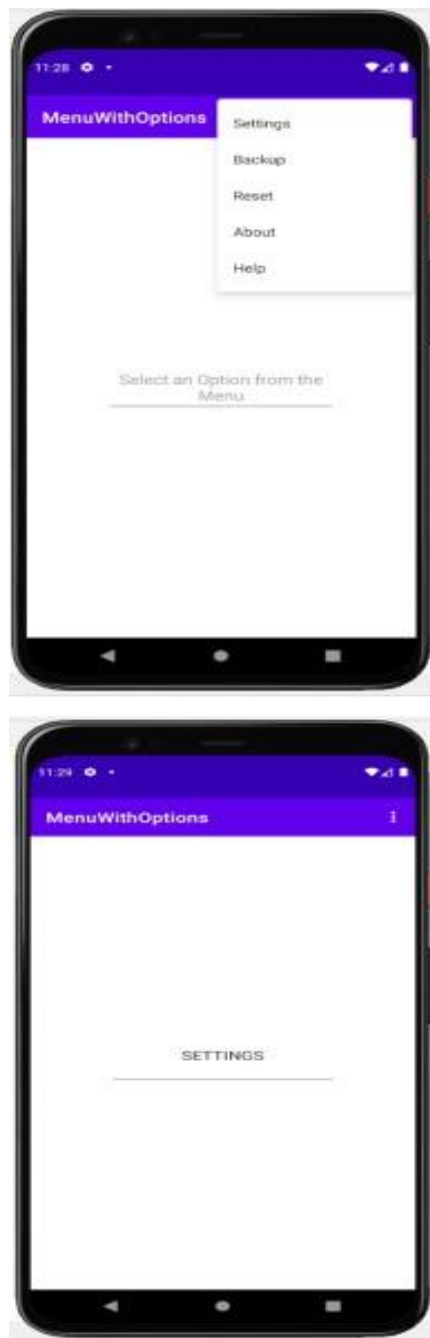 11:28
MenuWithOptions
Settings
Backup
Reset
About
Help
Select an Option from the
Menu
11:29
MenuWithOptions
SETTINGS